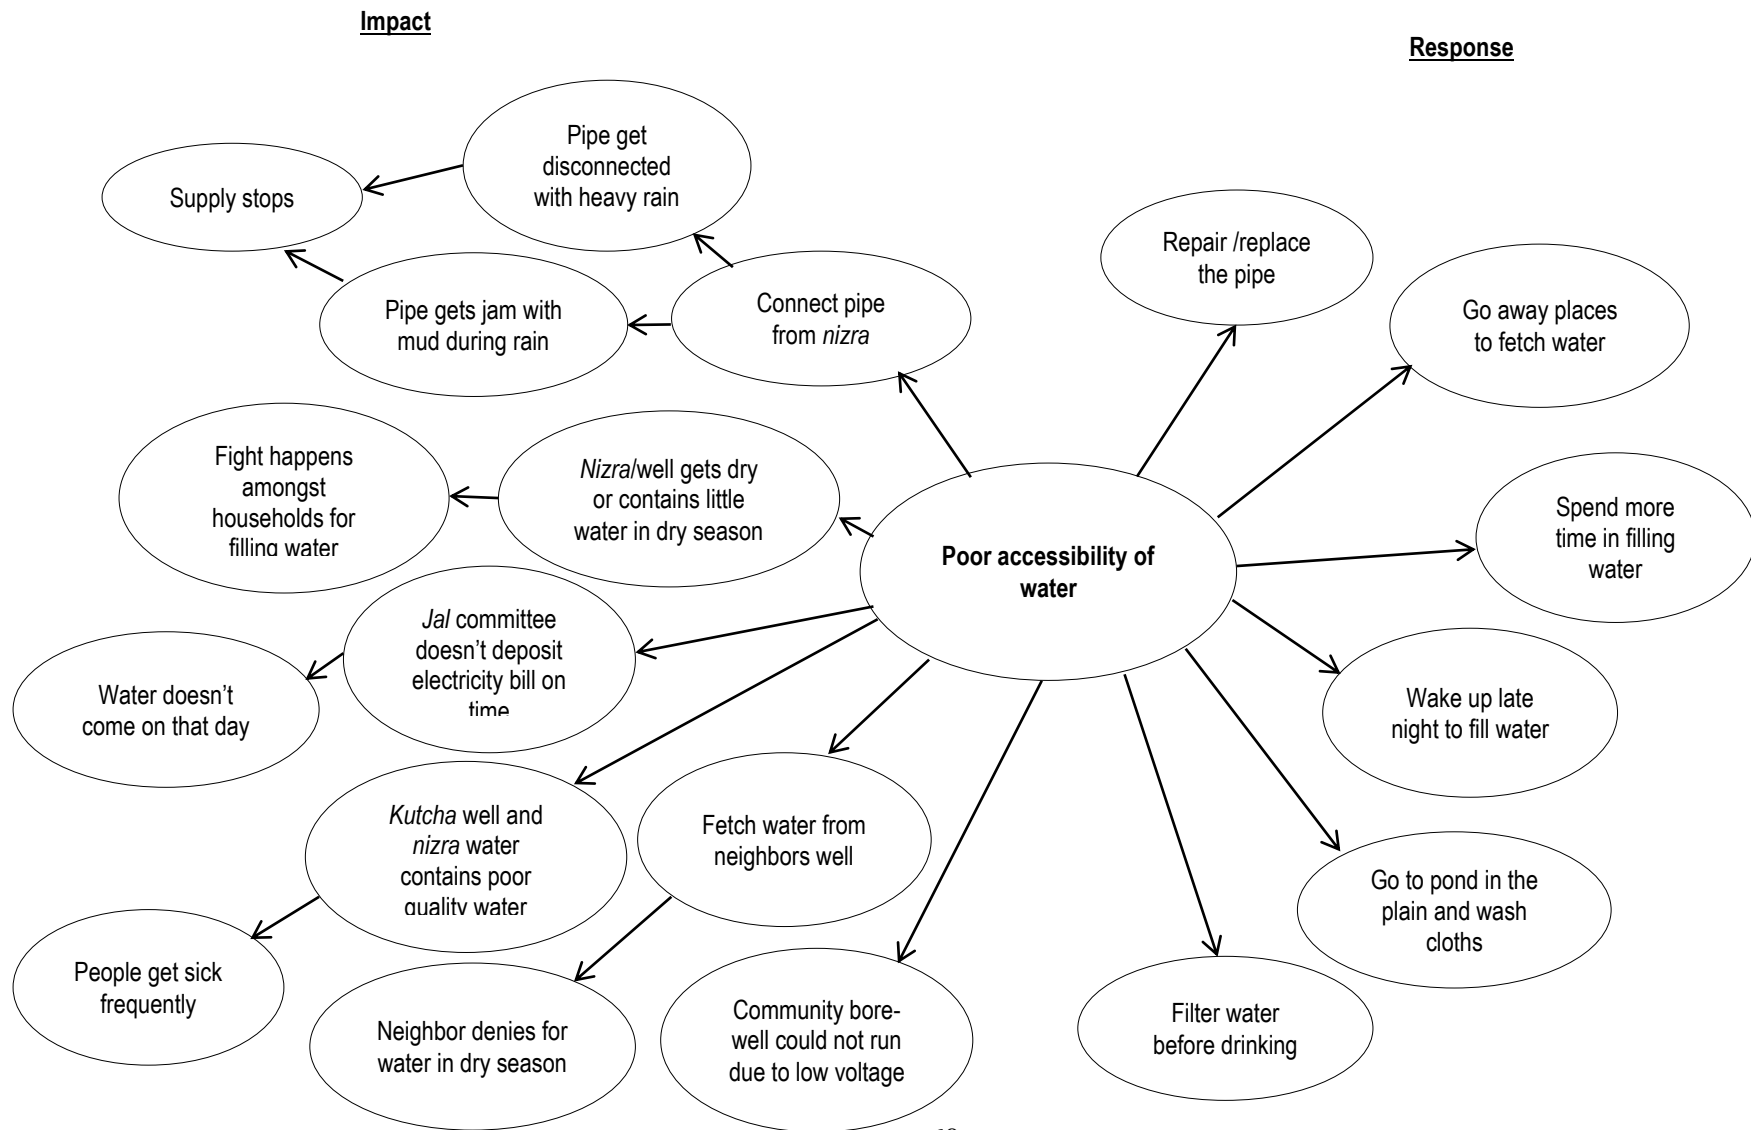 Impact
Response
Pipe get
disconnected
with heavy rain
Supply stops
Repair /replace
the pipe
Pipe gets jam with
mud during rain
Connect pipe
from nizra
Go away places
to fetch water
Fight happens
amongst
households for
filling water
Nizra/well gets dry
or contains little
water in dry season
Poor accessibility of
water
Spend more
time in filling
water
Jal committee
doesn’t deposit
electricity bill on
time
Water doesn’t
come on that day
Wake up late
night to fill water
Kutcha well and
nizra water
contains poor
quality water
Fetch water from
neighbors well
Go to pond in the
plain and wash
cloths
People get sick
frequently
Neighbor denies for
water in dry season
Community bore-
well could not run
due to low voltage
Filter water
before drinking